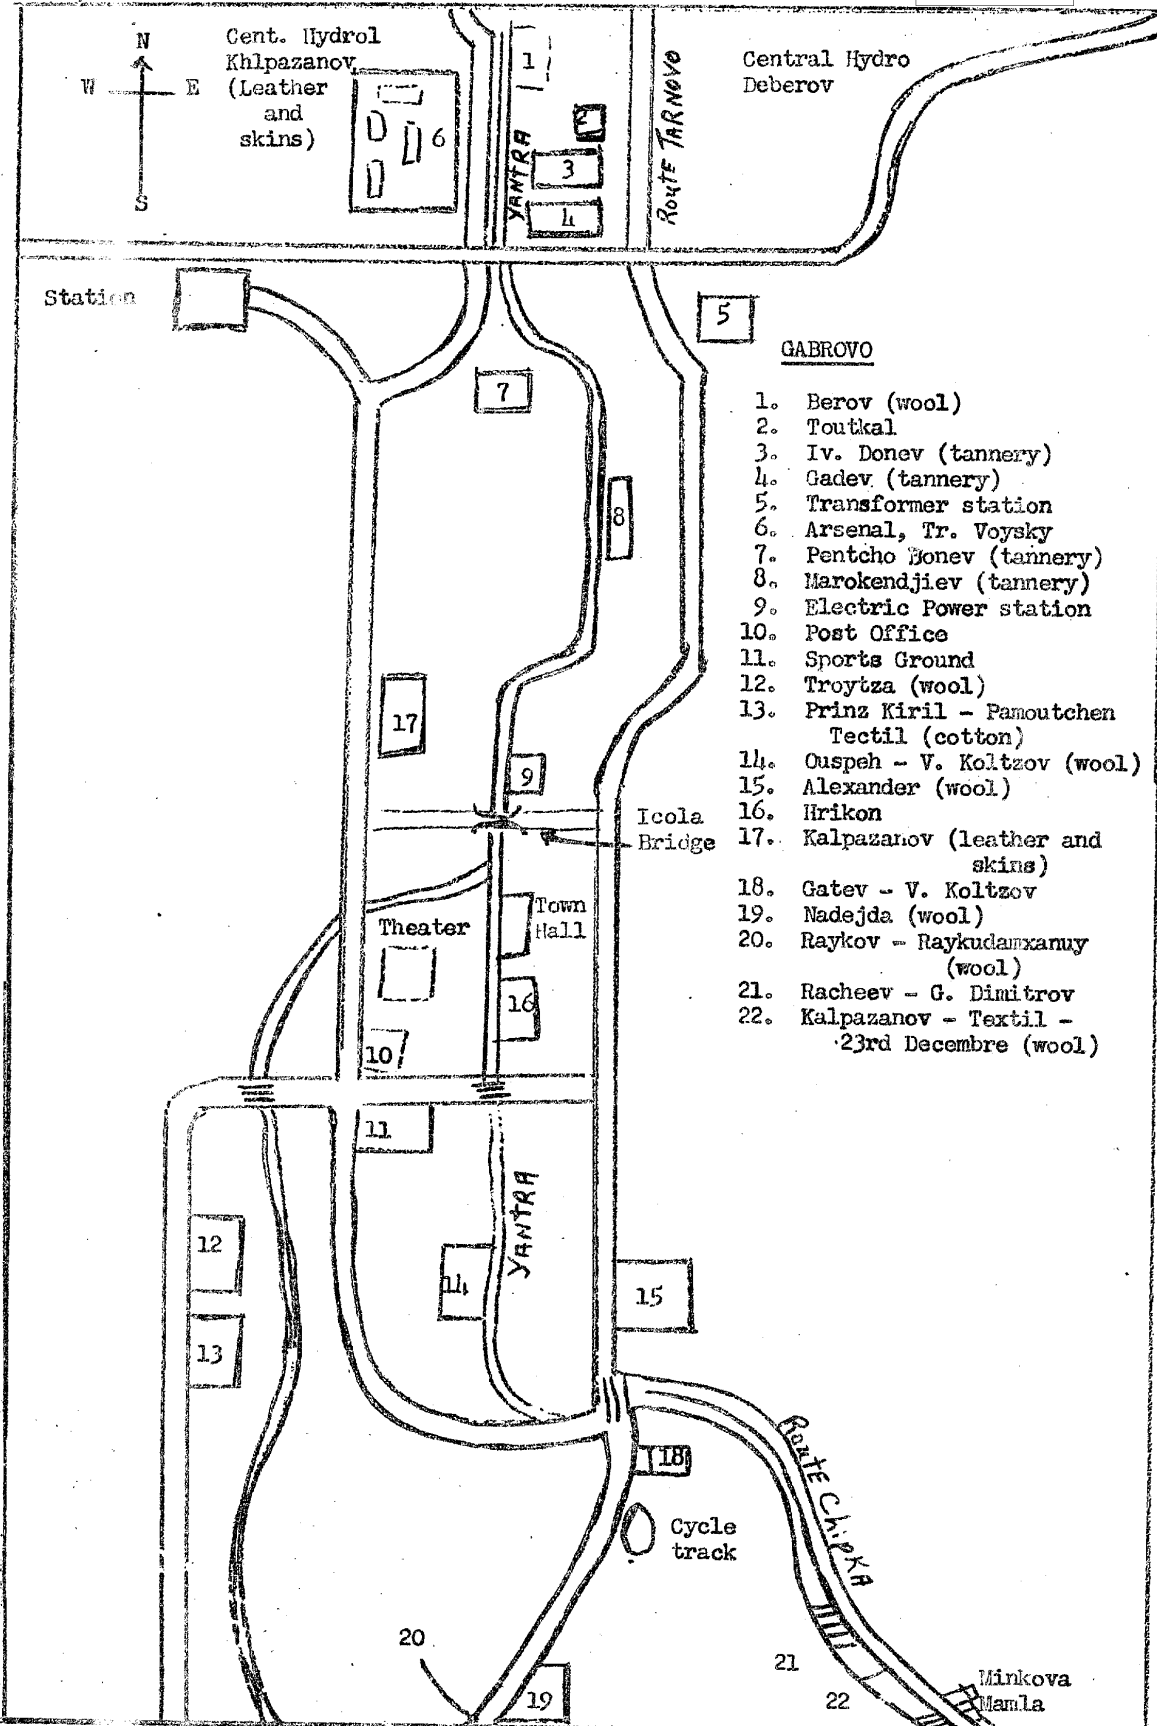 N
W E
S
Cent. Hydrol
Khlpazanov
(Leather
and
skins)
6
1
2
3
4
YANTRA
ROUTE TARNOVO
Central Hydro
Deberov
Station
5
7
8
GABROVO
1. Berov (wool)
2. Toutkal
3. Iv. Donev (tannery)
4. Gadev (tannery)
5. Transformer station
6. Arsenal, Tr. Voysky
7. Pentcho Bonev (tannery)
8. Marokendjiev (tannery)
9. Electric Power station
10. Post Office
11. Sports Ground
12. Troytza (wool)
13. Prinz Kiril - Pamoutchen
Tectil (cotton)
14. Ouspeh - V. Koltzov (wool)
15. Alexander (wool)
16. Hrikon
17. Kalpazanov (leather and
skins)
18. Gatev - V. Koltzov
19. Nadejda (wool)
20. Raykov - Raykudamxanuy
(wool)
21. Racheev - G. Dimitrov
22. Kalpazanov - Textil -
23rd Decembre (wool)
17
9
Icola
Bridge
Theater
Town
Hall
16
10
11
12
13
14
YANTRA
15
18
Cycle
track
ROUTE ChipKA
20
19
21
22
Minkova
Mamla